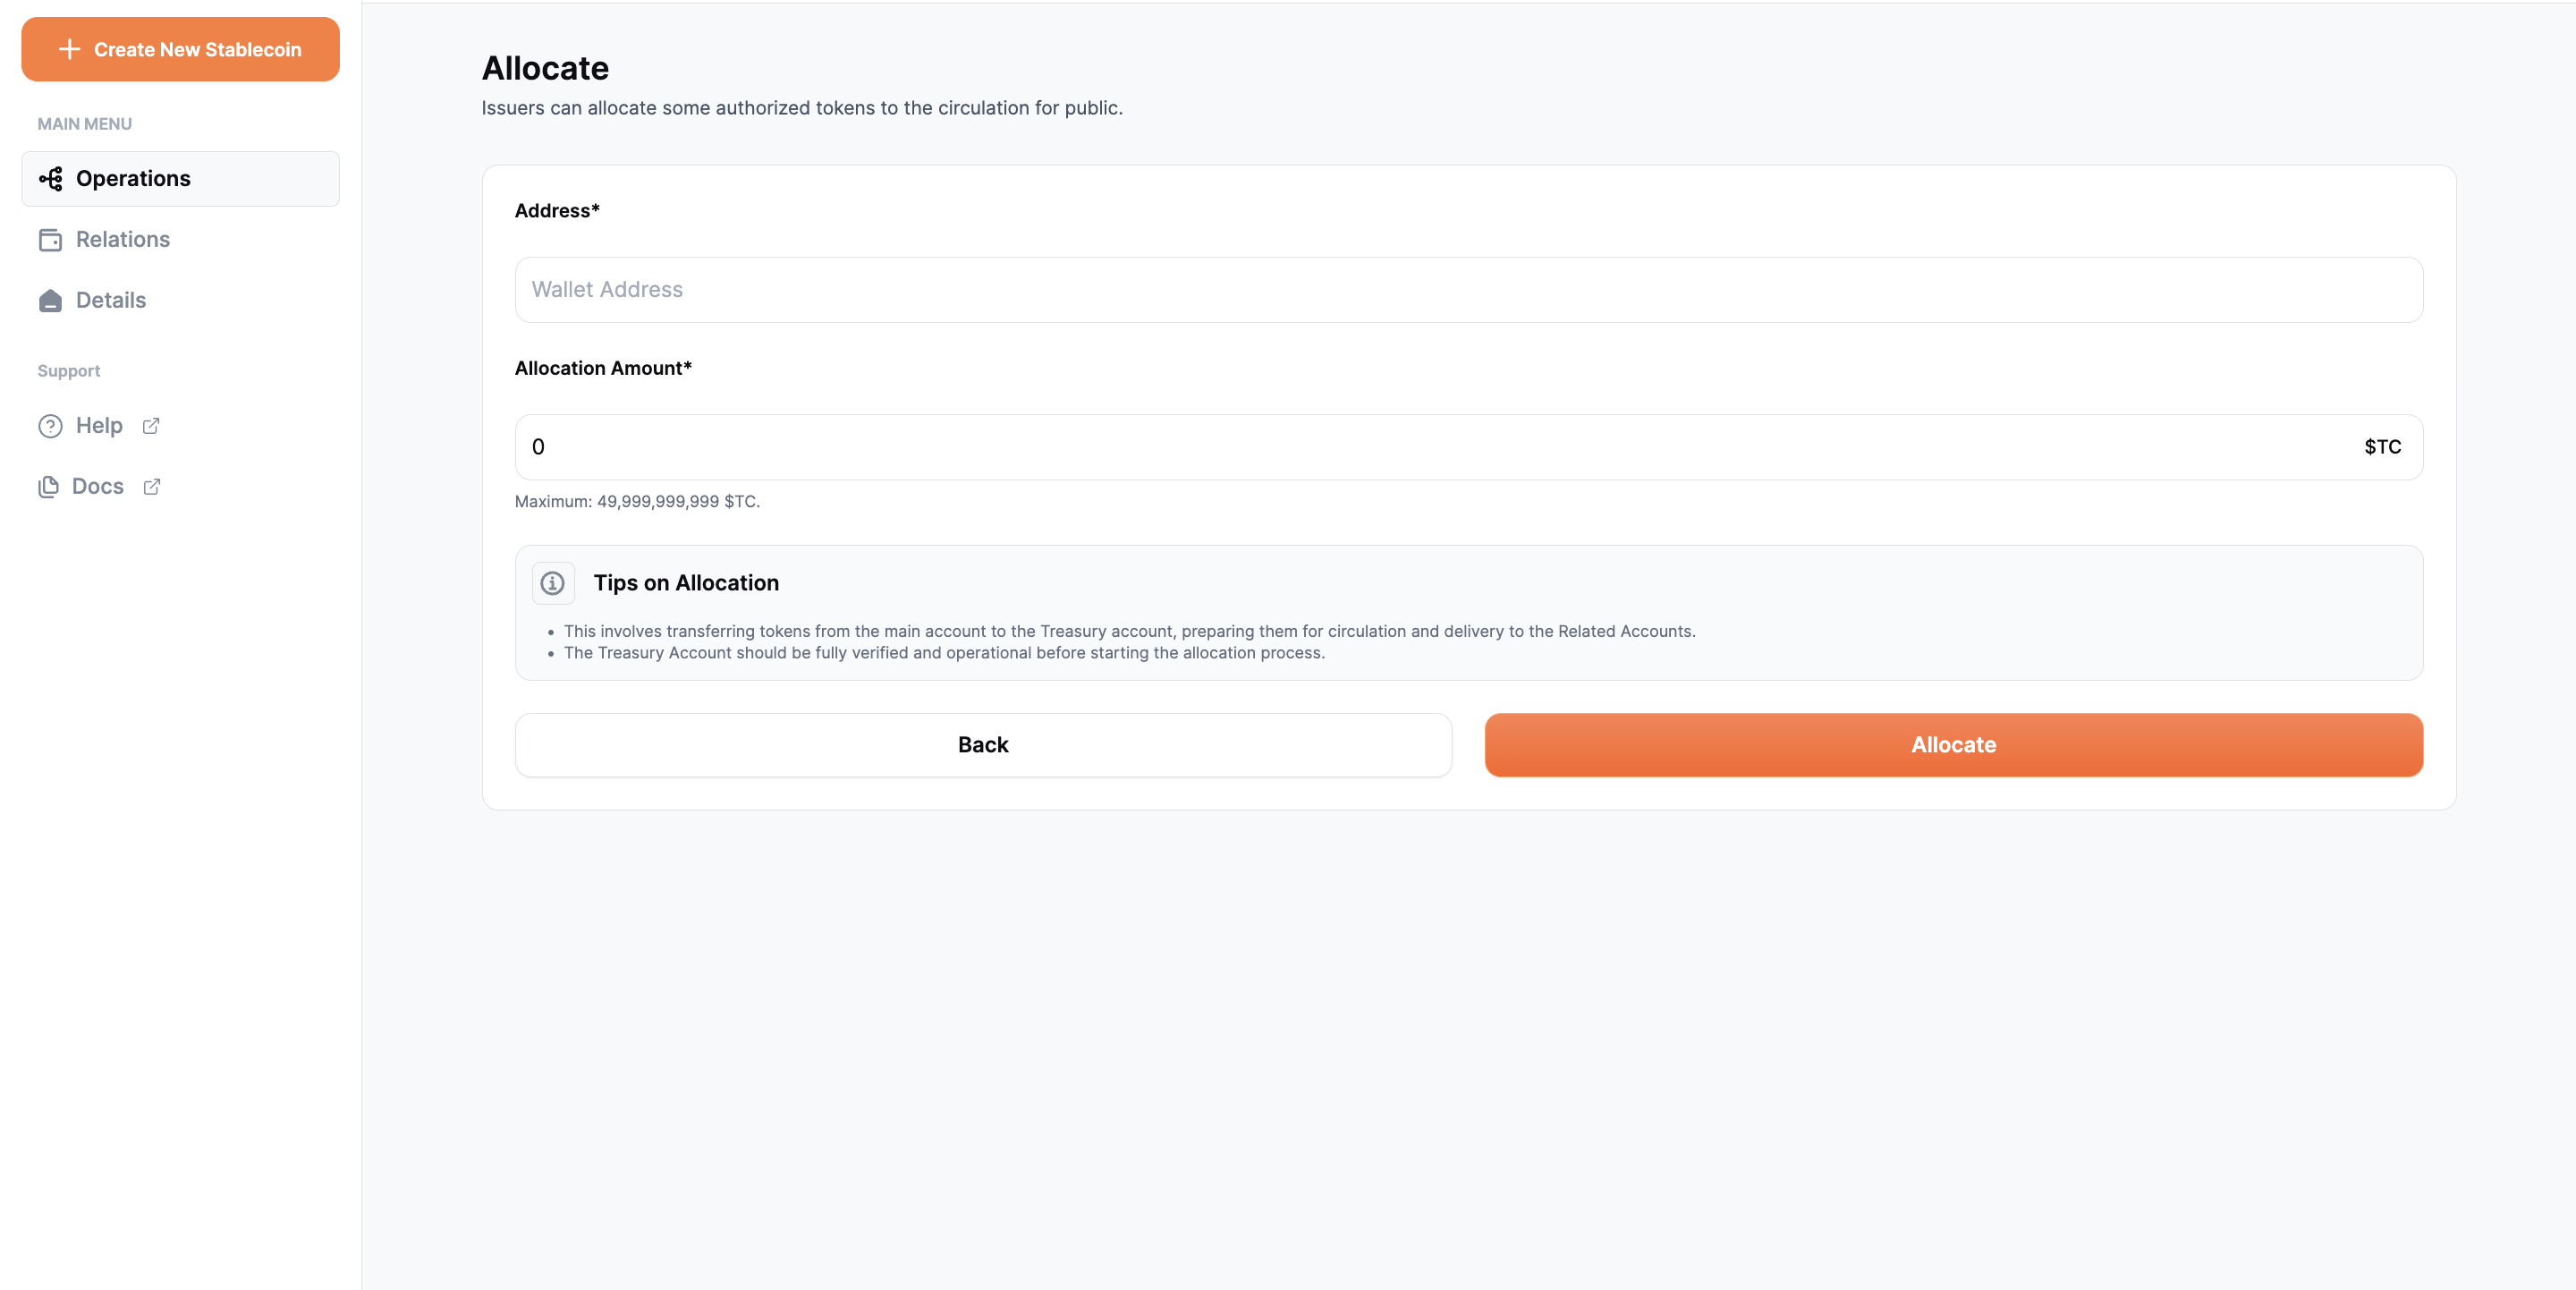 Create New Stablecoin
MAIN MENU
Operations
Relations
Details
Support
Help
Docs
Allocate
Issuers can allocate some authorized tokens to the circulation for public.
Address*
Wallet Address
Allocation Amount*
0 $TC
Maximum: 49,999,999,999 $TC.
Tips on Allocation
• This involves transferring tokens from the main account to the Treasury account, preparing them for circulation and delivery to the Related Accounts.
• The Treasury Account should be fully verified and operational before starting the allocation process.
Back Allocate